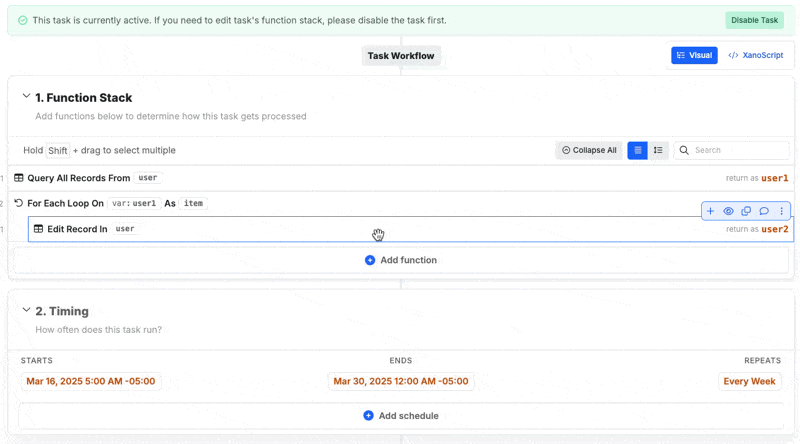 This task is currently active. If you need to edit task's function stack, please disable the task first. Disable Task
Task Workflow Visual </> XanoScript
1. Function Stack
Add functions below to determine how this task gets processed
Hold Shift + drag to select multiple Collapse All Search
1 Query All Records From user return as user1
2 For Each Loop On var: user1 As item
1 Edit Record In user return as user2
Add function
2. Timing
How often does this task run?
STARTS ENDS REPEATS
Mar 16, 2025 5:00 AM -05:00 Mar 30, 2025 12:00 AM -05:00 Every Week
Add schedule